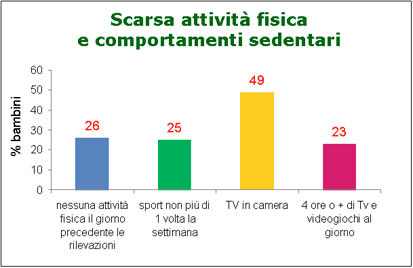 Scarsa attività fisica
e comportamenti sedentari
% bambini
60
50
40
30
20
10
0
26
25
49
23
nessuna attività
fisica il giorno
precedente le
rilevazioni
sport non più di
1 volta la
settimana
TV in camera
4 ore o + di Tv e
videogiochi al
giorno